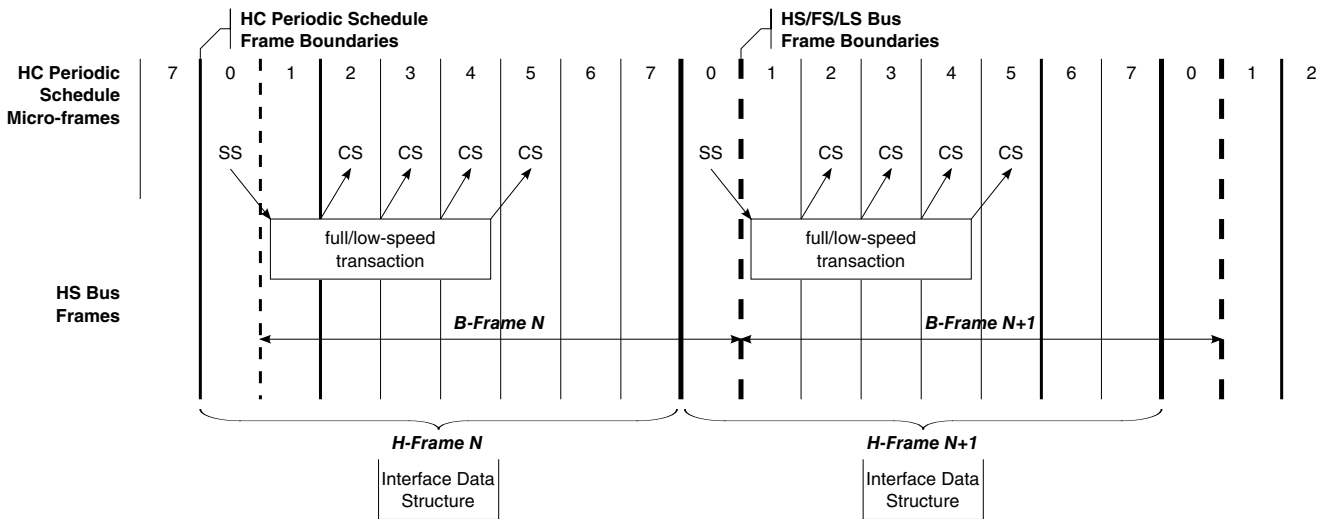 HC Periodic Schedule
Frame Boundaries
HS/FS/LS Bus
Frame Boundaries
HC Periodic
Schedule
Micro-frames
7 0 1 2 3 4 5 6 7 0 1 2 3 4 5 6 7 0 1 2
SS CS CS CS CS SS CS CS CS CS
full/low-speed
transaction
full/low-speed
transaction
HS Bus
Frames
B-Frame N
B-Frame N+1
H-Frame N
H-Frame N+1
Interface Data
Structure
Interface Data
Structure